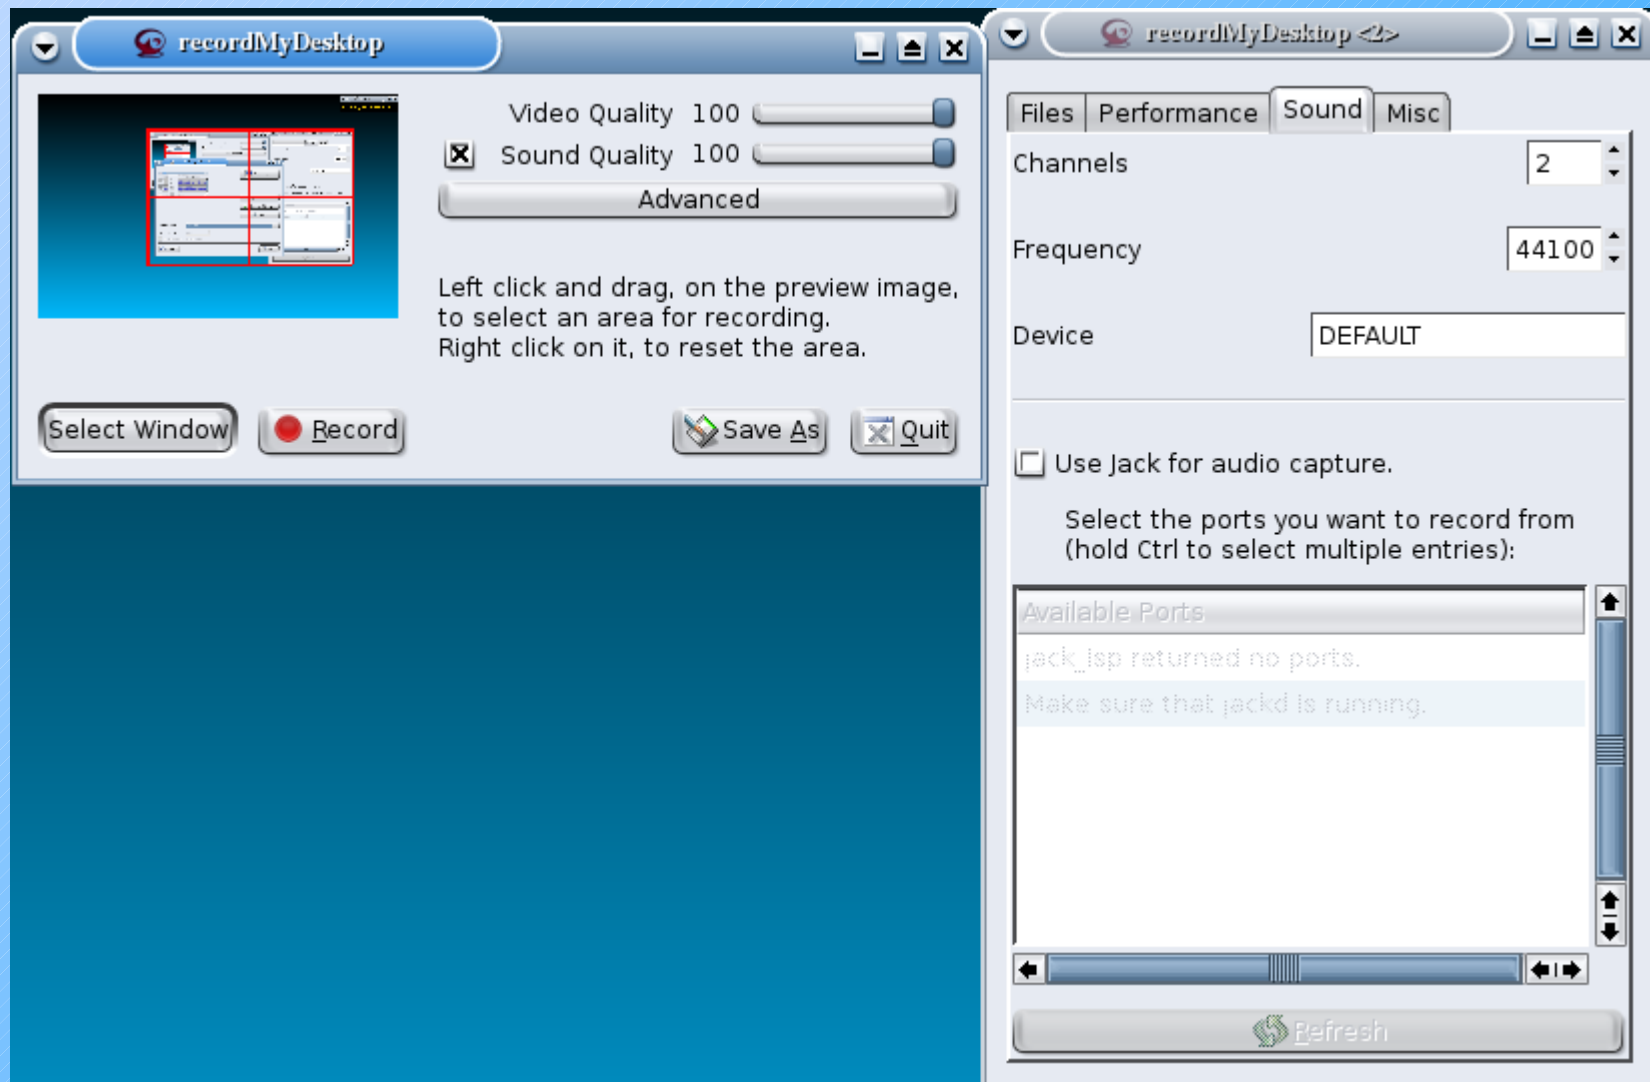 recordMyDesktop
Video Quality 100
Sound Quality 100
Advanced
Left click and drag, on the preview image,
to select an area for recording.
Right click on it, to reset the area.
Select Window
Record
Save As
Quit
recordMyDesktop <2>
Files Performance Sound Misc
Channels 2
Frequency 44100
Device DEFAULT
Use Jack for audio capture.
Select the ports you want to record from
(hold Ctrl to select multiple entries):
Available Ports
jack_lsp returned no ports.
Make sure that jackd is running.
Refresh